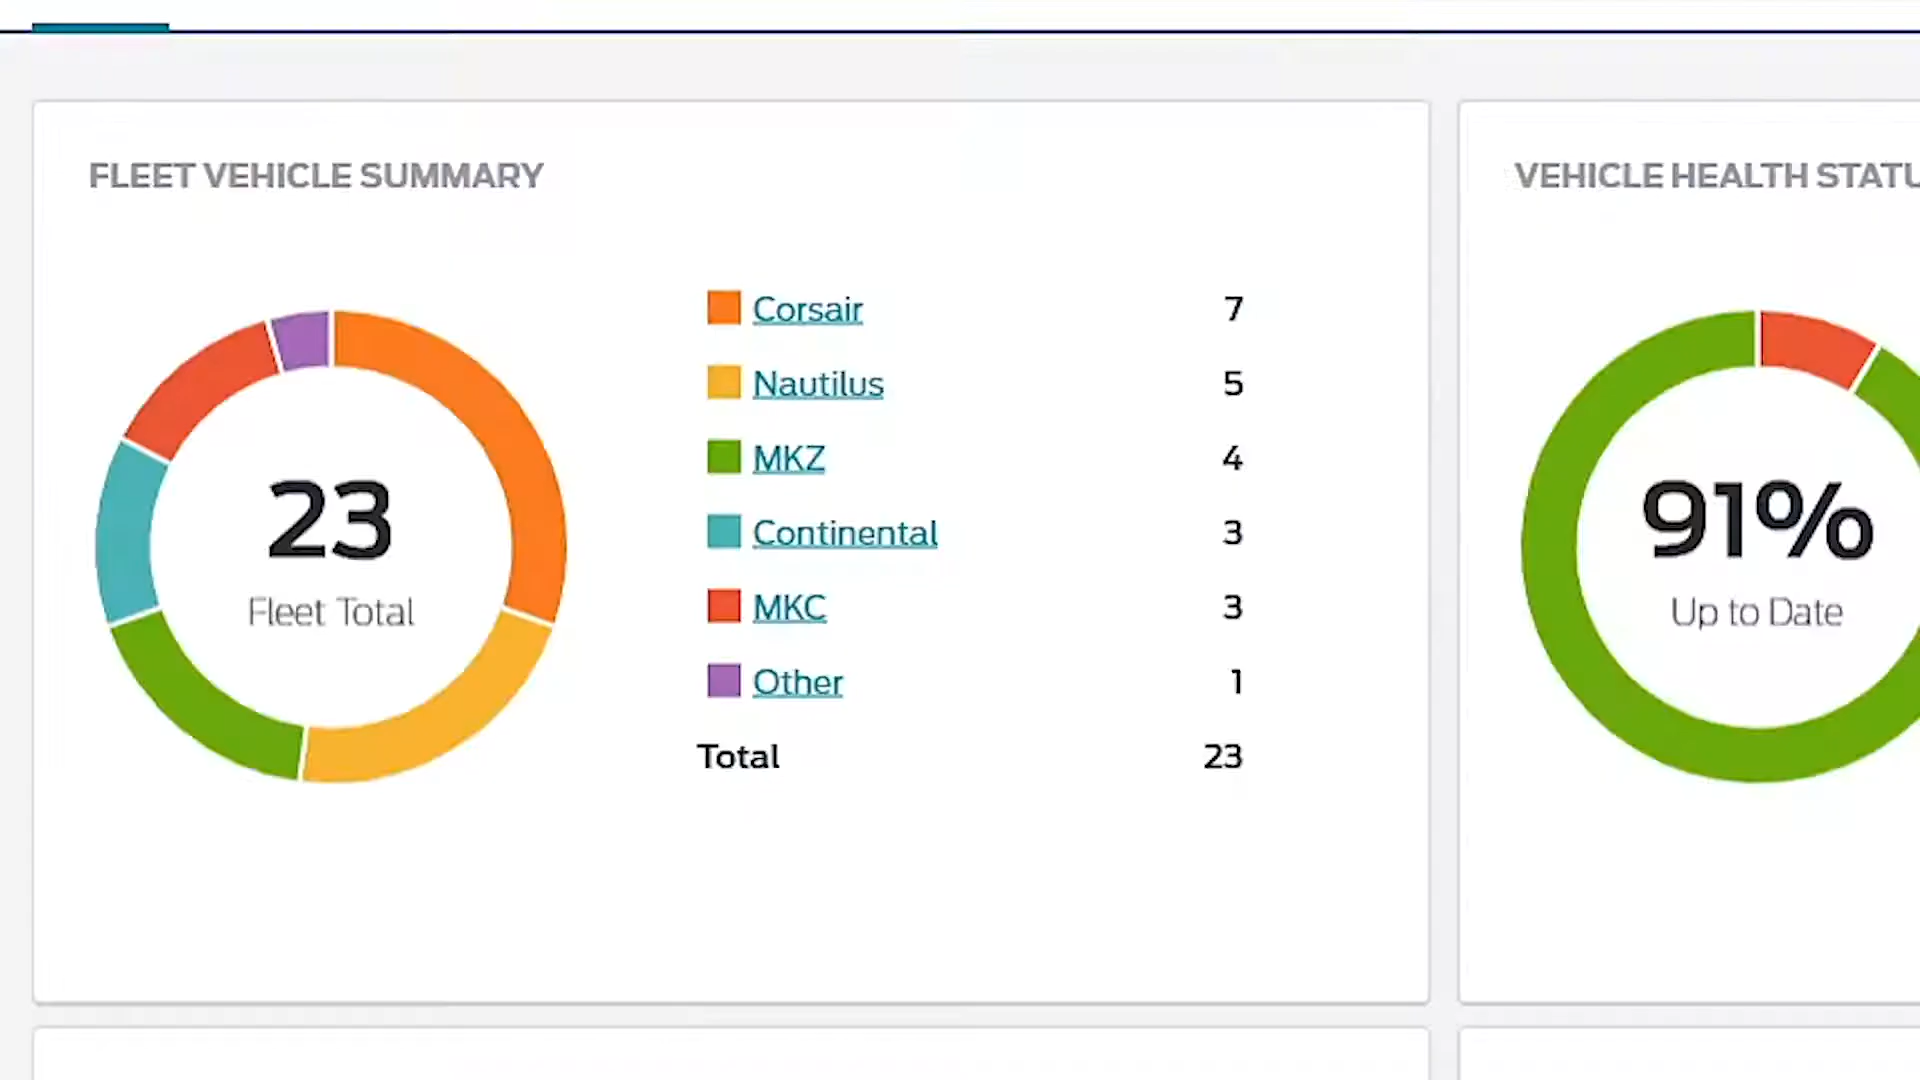 FLEET VEHICLE SUMMARY
23
Fleet Total
Corsair 7
Nautilus 5
MKZ 4
Continental 3
MKC 3
Other 1
Total 23
VEHICLE HEALTH STATU
91%
Up to Date